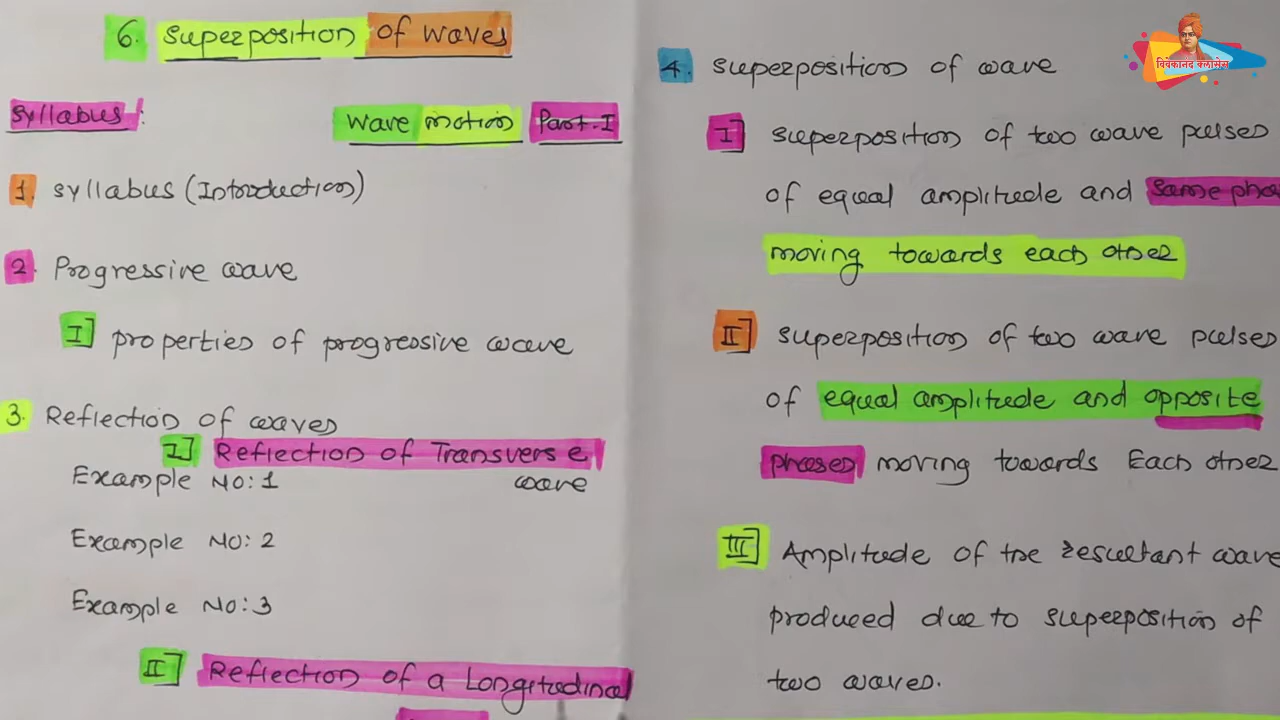 6. Superposition of waves
Syllabus:
Wave motion Part-I
1. Syllabus (Introduction)
2. Progressive wave
I] properties of progressive wave
3. Reflection of waves
I] Reflection of Transverse
Example No:1 wave
Example No: 2
Example No:3
II] Reflection of a Longitudinal
4. Superposition of wave
I] Superposition of two wave pulses
of equal amplitude and same pha
moving towards each other
II] Superposition of two wave pulses
of equal amplitude and opposite
phases moving towards Each other
III] Amplitude of the resultant wave
produced due to superposition of
two waves.
विवेकानंद क्लासेस